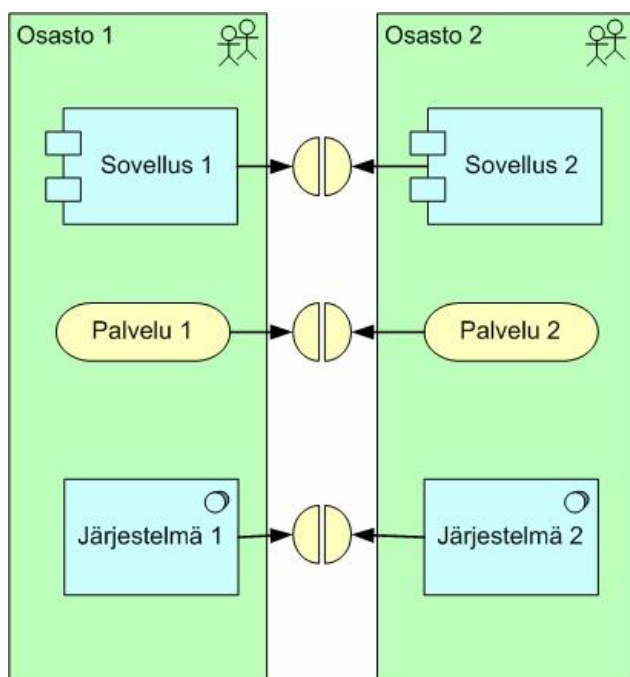 Osasto 1
Osasto 2
Sovellus 1
Sovellus 2
Palvelu 1
Palvelu 2
Järjestelmä 1
Järjestelmä 2